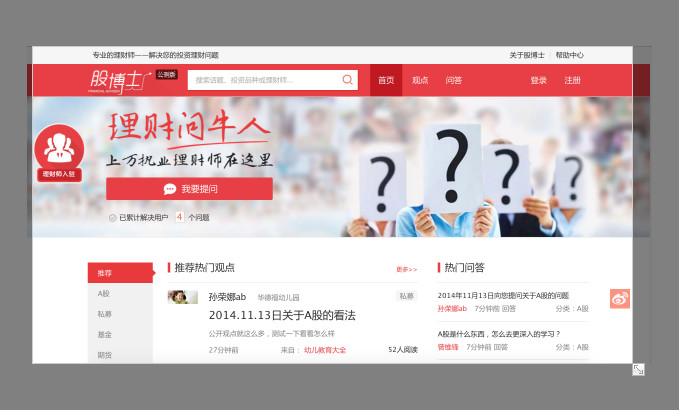 专业的理财师——解决您的投资理财问题
关于股博士
帮助中心
股博士
公测版
搜索话题、投资品种或理财师...
首页
观点
问答
登录
注册
理财问牛人
上万执业理财师在这里
理财师入驻
我要提问
已累计解决用户 4 个问题
推荐
A股
私募
基金
期货
推荐热门观点
更多>>
孙荣娜ab 华德福幼儿园
私募
2014.11.13日关于A股的看法
公开观点就这么多，测试一下看看怎么样
27分钟前
来自： 幼儿教育大全
52人阅读
热门问答
2014年11月13日向您提问关于A股的问题
孙荣娜ab 7分钟前 回答
分类：A股
A股是什么东西，怎么去更深入的学习？
7分钟前 回答
分类：A股